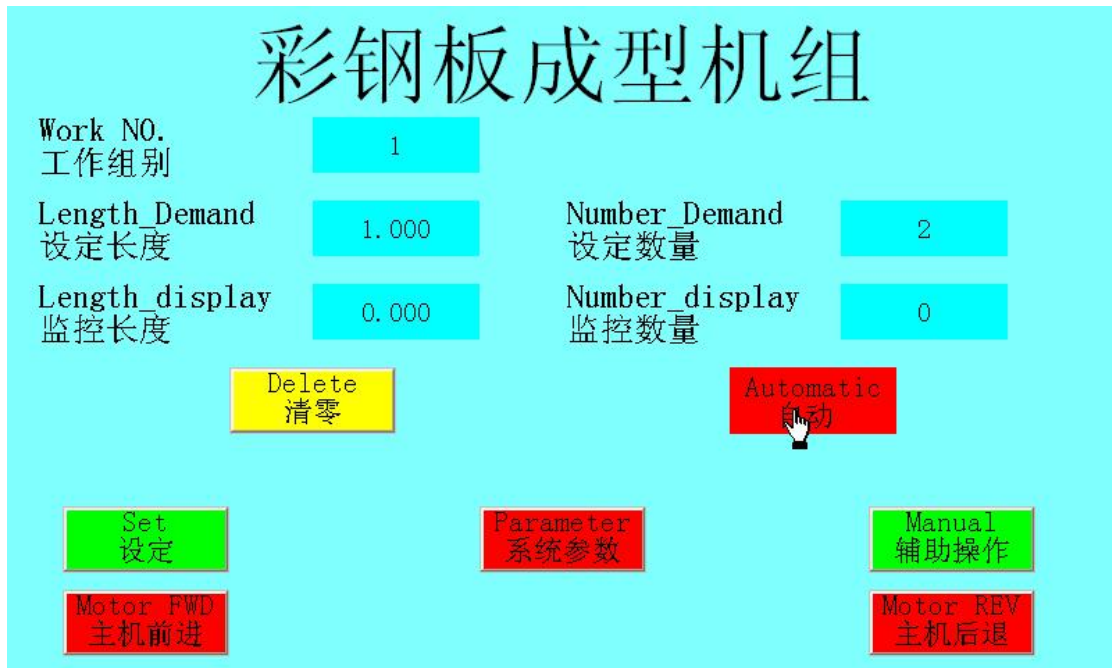 彩钢板成型机组
Work NO.
工作组别
1
Length_Demand
设定长度
1.000
Number_Demand
设定数量
2
Length_display
监控长度
0.000
Number_display
监控数量
0
Delete
清零
Automatic
自动
Set
设定
Parameter
系统参数
Manual
辅助操作
Motor FWD
主机前进
Motor REV
主机后退